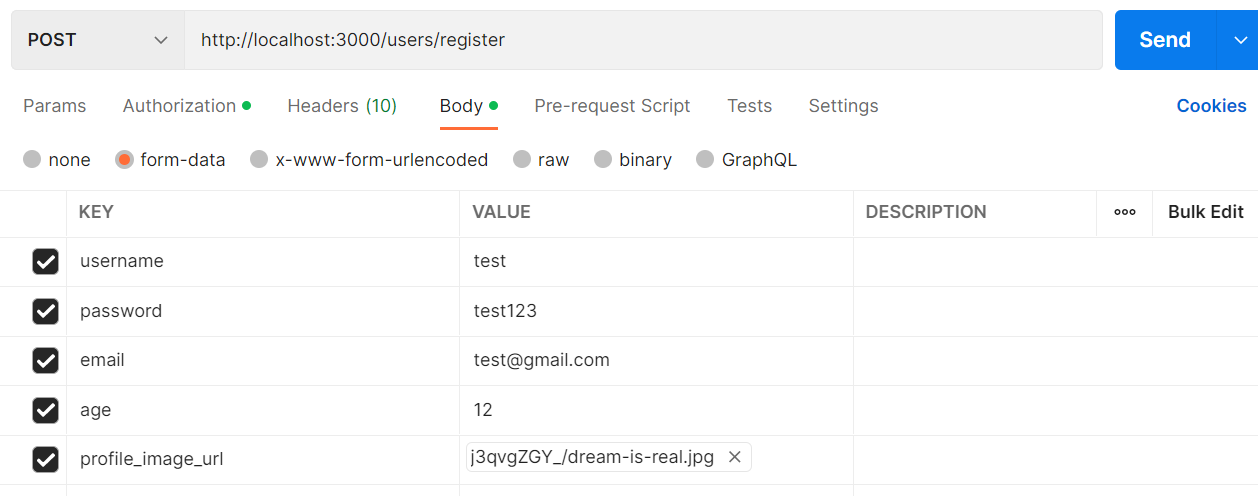 POST http://localhost:3000/users/register Send
Params Authorization Headers (10) Body Pre-request Script Tests Settings Cookies
none form-data x-www-form-urlencoded raw binary GraphQL
KEY VALUE DESCRIPTION Bulk Edit
username test
password test123
email test@gmail.com
age 12
profile_image_url j3qvgZGY_/dream-is-real.jpg